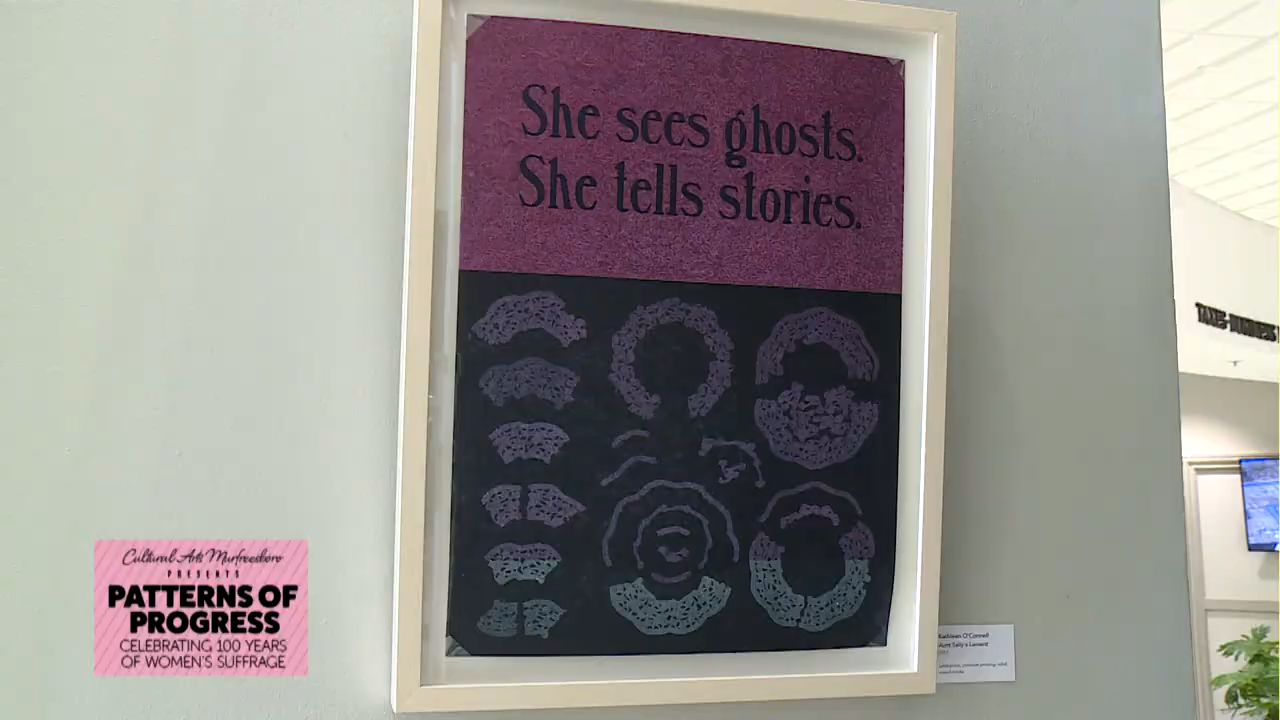 She sees ghosts.
She tells stories.
Cultural Arts Murfreesboro
PRESENTS
PATTERNS OF
PROGRESS
CELEBRATING 100 YEARS
OF WOMEN'S SUFFRAGE
Kathleen O'Connell
Aunt Sally's Lament